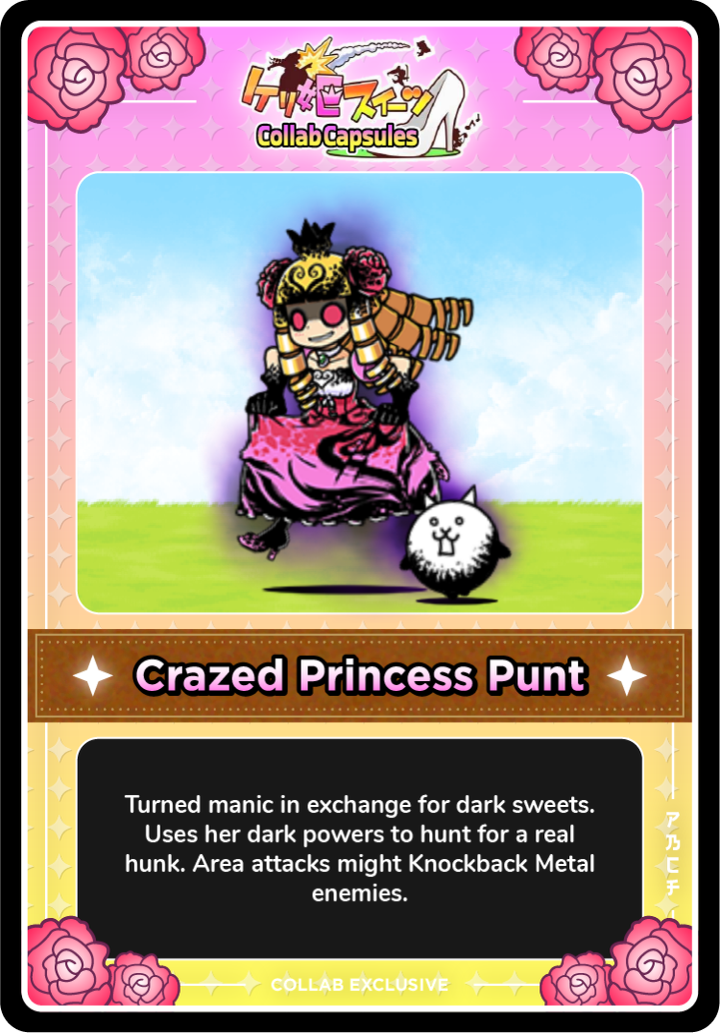 ケリ姫スイーツ
Collab Capsules
Crazed Princess Punt
Turned manic in exchange for dark sweets.
Uses her dark powers to hunt for a real
hunk. Area attacks might Knockback Metal
enemies.
COLLAB EXCLUSIVE